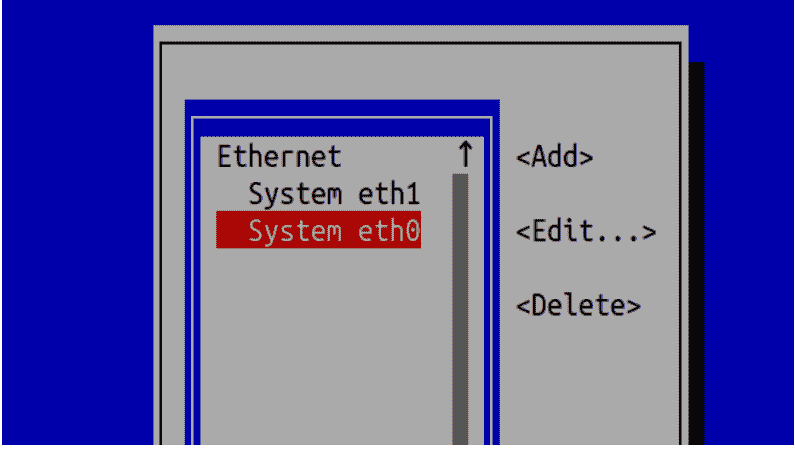 Ethernet ↑ <Add>
System eth1
System eth0 <Edit...>
<Delete>